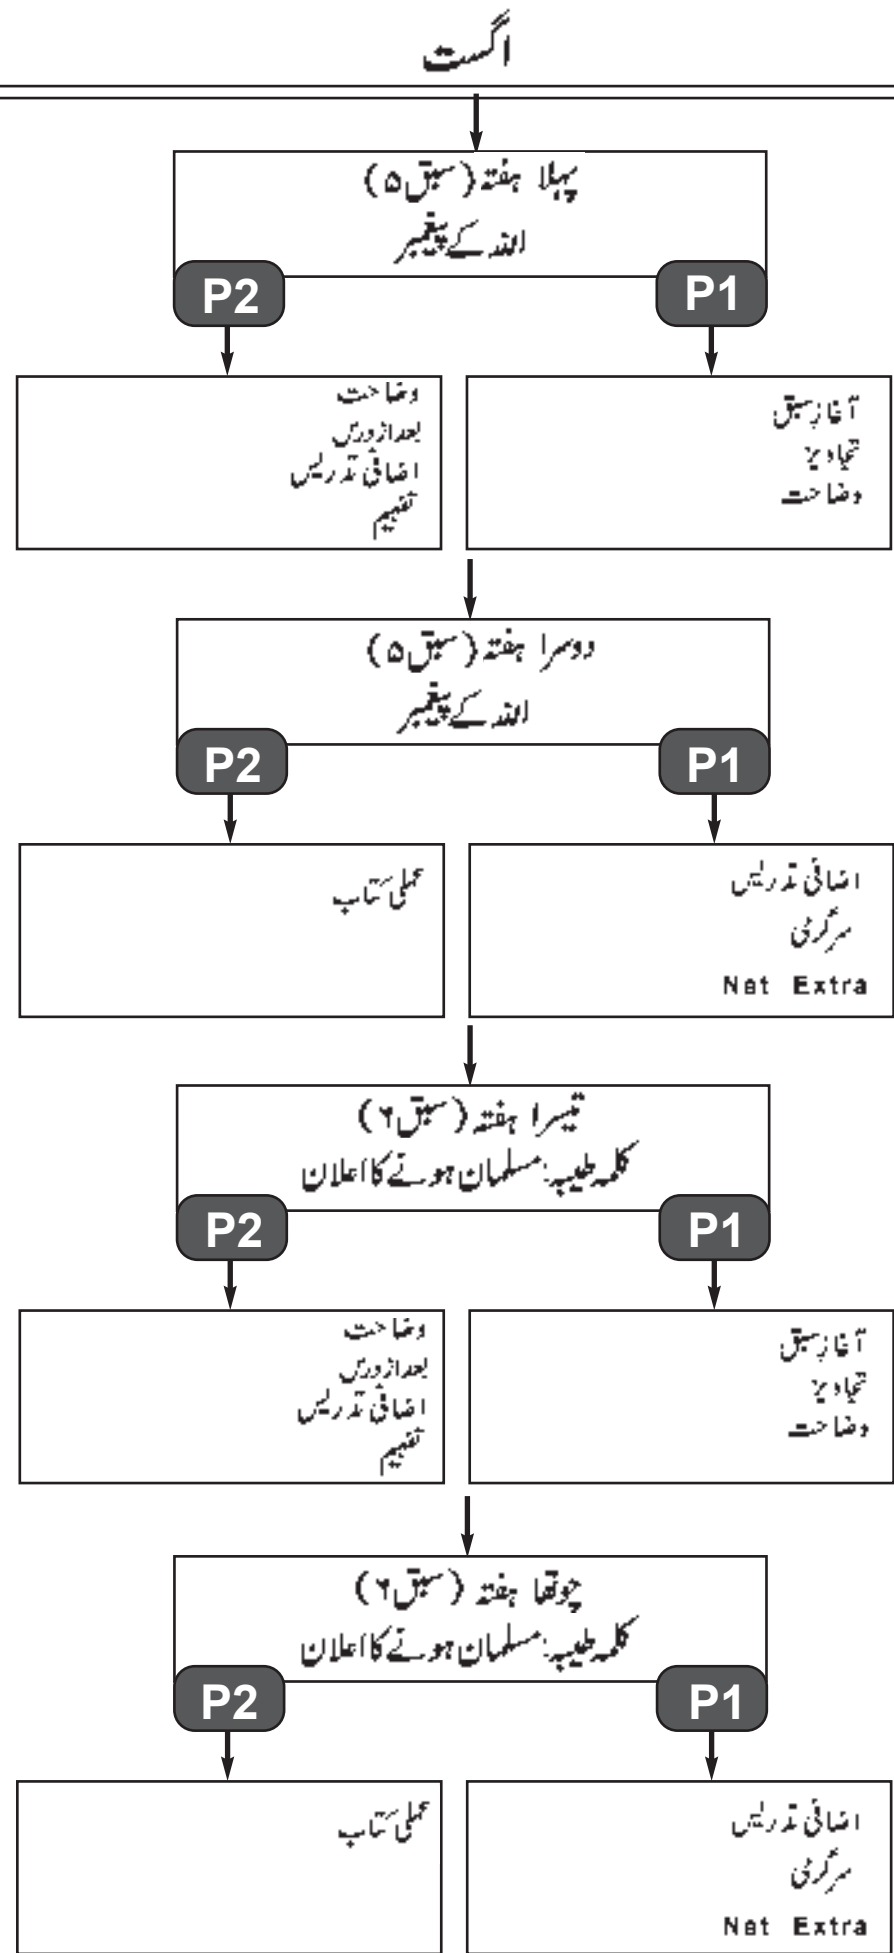 اگست
پہلا ہفتہ (سبق ۵)
اللہ کے پیغمبر
P1
آغازِ سبق
تجاویز
وضاحت
P2
وضاحت
بعد از درس
اضافی تدریس
تفہیم
دوسرا ہفتہ (سبق ۵)
اللہ کے پیغمبر
P1
اضافی تدریس
سرگرمی
Net Extra
P2
عملی کتاب
تیسرا ہفتہ (سبق ۶)
کلمہ طیبہ: مسلمان ہونے کا اعلان
P1
آغازِ سبق
تجاویز
وضاحت
P2
وضاحت
بعد از درس
اضافی تدریس
تفہیم
چوتھا ہفتہ (سبق ۶)
کلمہ طیبہ: مسلمان ہونے کا اعلان
P1
اضافی تدریس
سرگرمی
Net Extra
P2
عملی کتاب